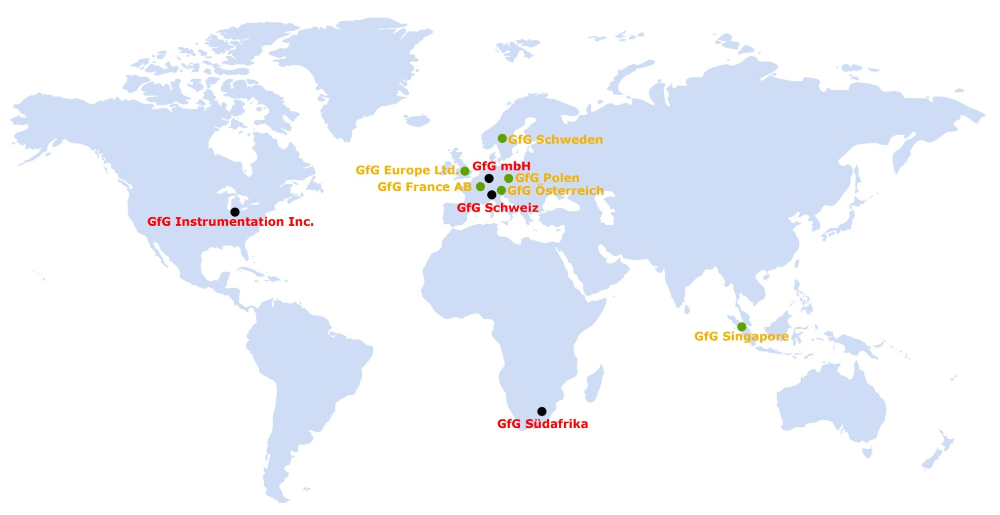 GfG Schweden
GfG mbH
GfG Europe Ltd.
GfG Polen
GfG France AB
GfG Österreich
GfG Schweiz
GfG Instrumentation Inc.
GfG Singapore
GfG Südafrika